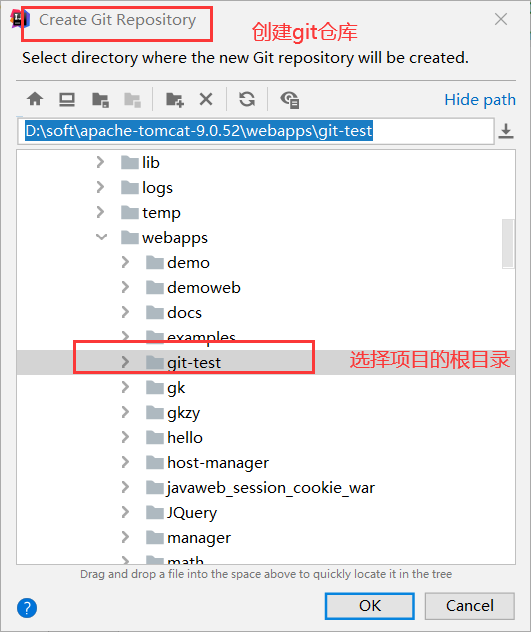 Create Git Repository
创建git仓库
Select directory where the new Git repository will be created.
Hide path
D:\soft\apache-tomcat-9.0.52\webapps\git-test
lib
logs
temp
webapps
demo
demoweb
docs
examples
git-test
选择项目的根目录
gk
gkzy
hello
host-manager
javaweb_session_cookie_war
JQuery
manager
math
Drag and drop a file into the space above to quickly locate it in the tree
?
OK
Cancel